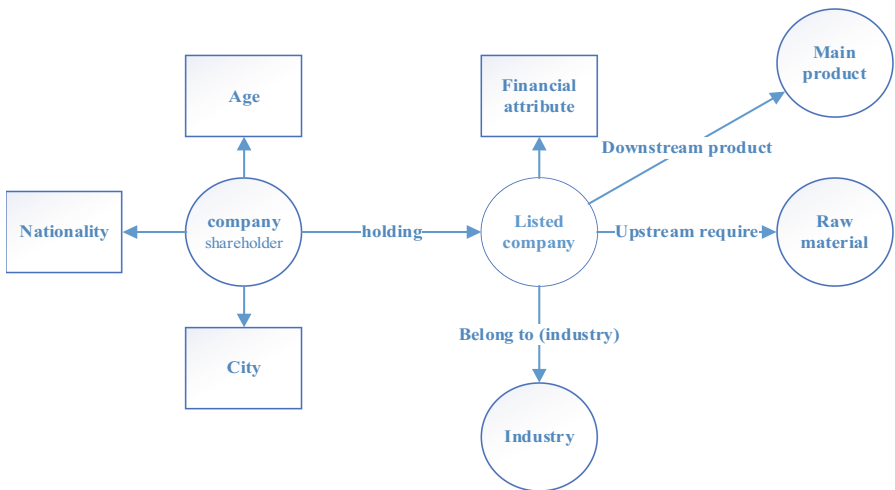 Main
product
Age
Financial
attribute
Downstream product
Nationality
company
shareholder
holding
Listed
company
Upstream require
Raw
material
Belong to (industry)
City
Industry